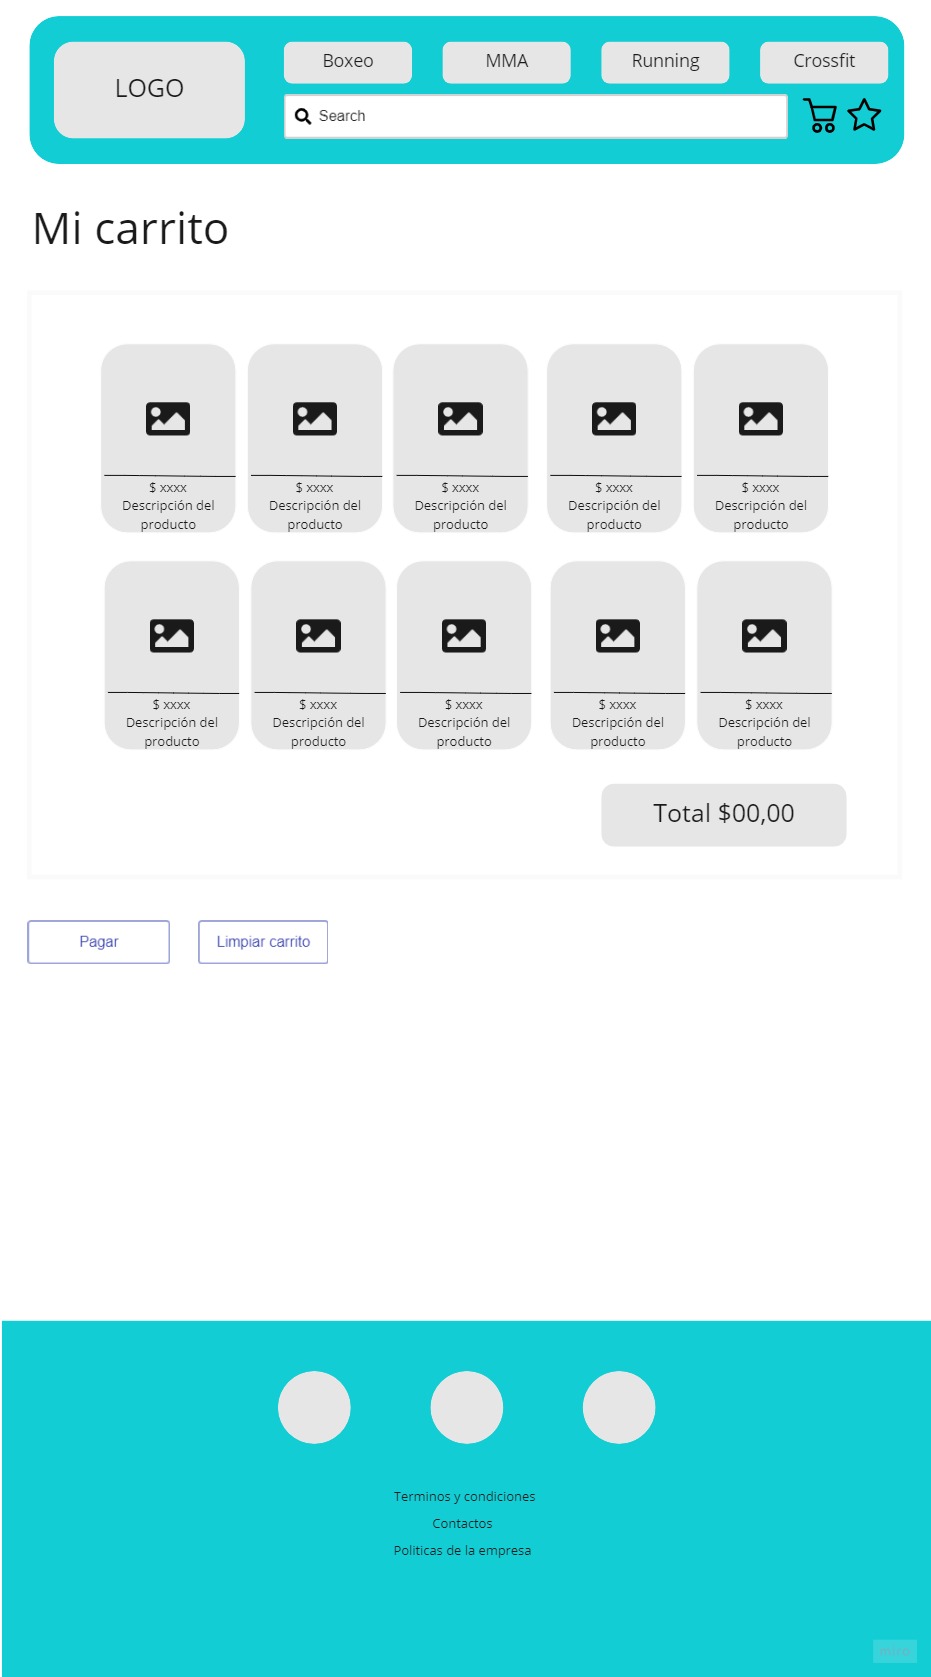 LOGO
Boxeo
MMA
Running
Crossfit
Search
Mi carrito
$ xxxx
Descripción del
producto
$ xxxx
Descripción del
producto
$ xxxx
Descripción del
producto
$ xxxx
Descripción del
producto
$ xxxx
Descripción del
producto
$ xxxx
Descripción del
producto
$ xxxx
Descripción del
producto
$ xxxx
Descripción del
producto
$ xxxx
Descripción del
producto
$ xxxx
Descripción del
producto
Total $00,00
Pagar
Limpiar carrito
Terminos y condiciones
Contactos
Politicas de la empresa
miro